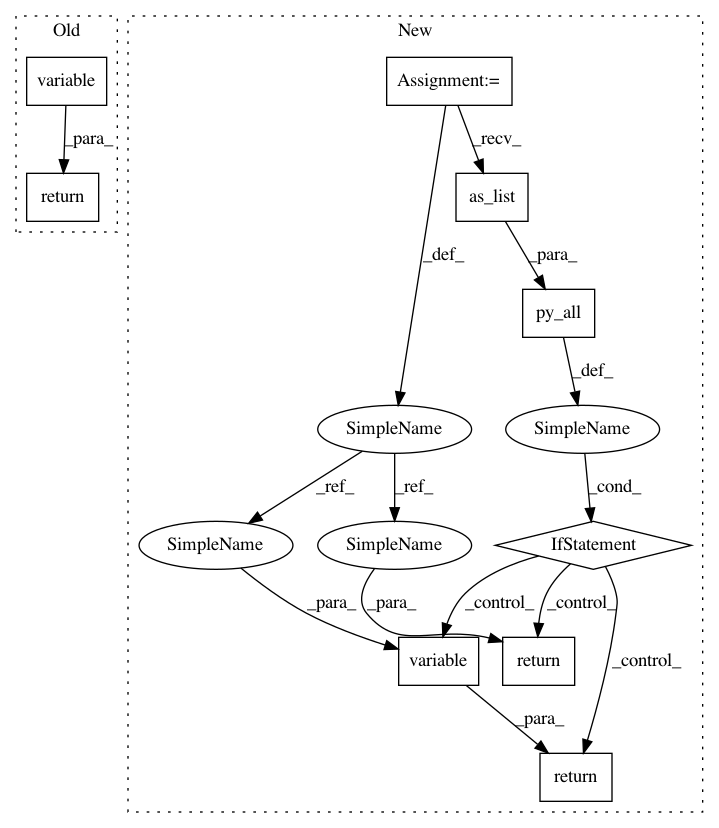 Old
New
variable
Assignment:=
_para_
_recv_
return
as_list
_def_
_para_
py_all
_def_
SimpleName
SimpleName
_ref_
_ref_
_cond_
SimpleName
SimpleName
IfStatement
_para_
_para_
_control_
_control_
_control_
variable
return
_para_
return